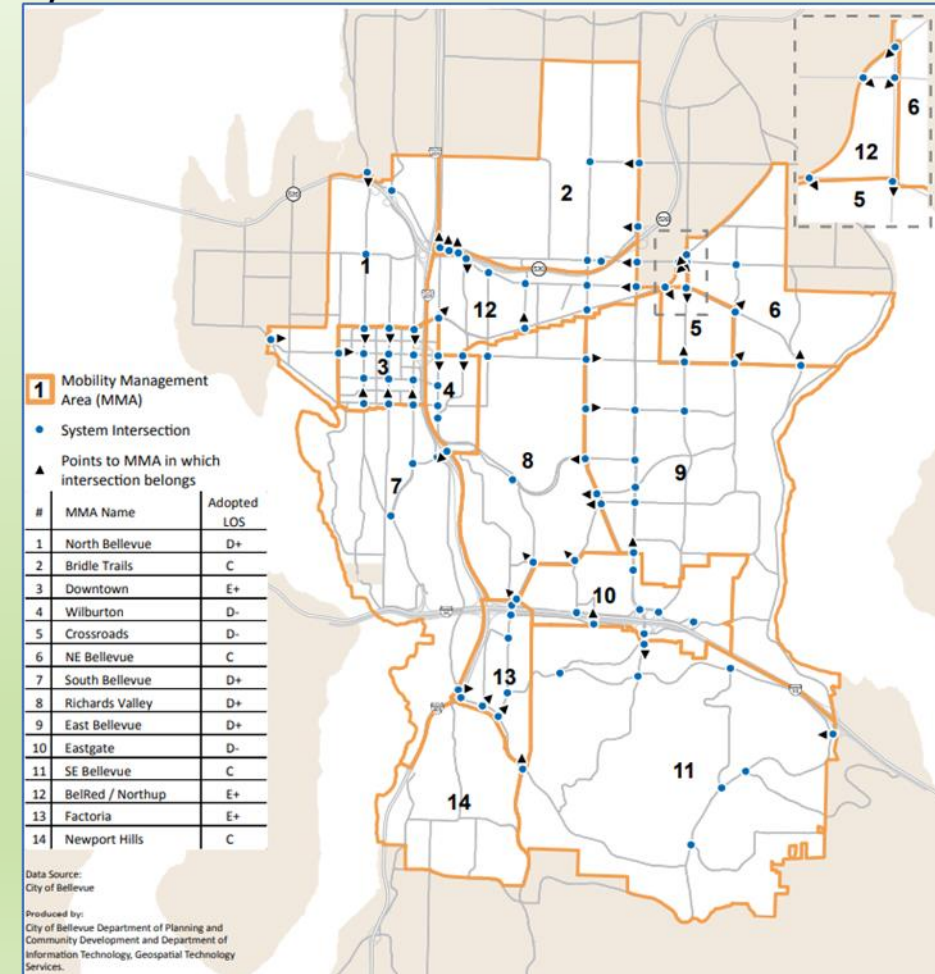 6
12
5
520
2
520
1
520
12
6
5
3
4
8
9
7
10
13
11
14
1 Mobility Management
Area (MMA)
System Intersection
Points to MMA in which
intersection belongs
# MMA Name Adopted
LOS
1 North Bellevue D+
2 Bridle Trails C
3 Downtown E+
4 Wilburton D-
5 Crossroads D-
6 NE Bellevue C
7 South Bellevue D+
8 Richards Valley D+
9 East Bellevue D+
10 Eastgate D-
11 SE Bellevue C
12 BelRed / Northup E+
13 Factoria E+
14 Newport Hills C
Data Source:
City of Bellevue
Produced by:
City of Bellevue Department of Planning and
Community Development and Department of
Information Technology, Geospatial Technology
Services.